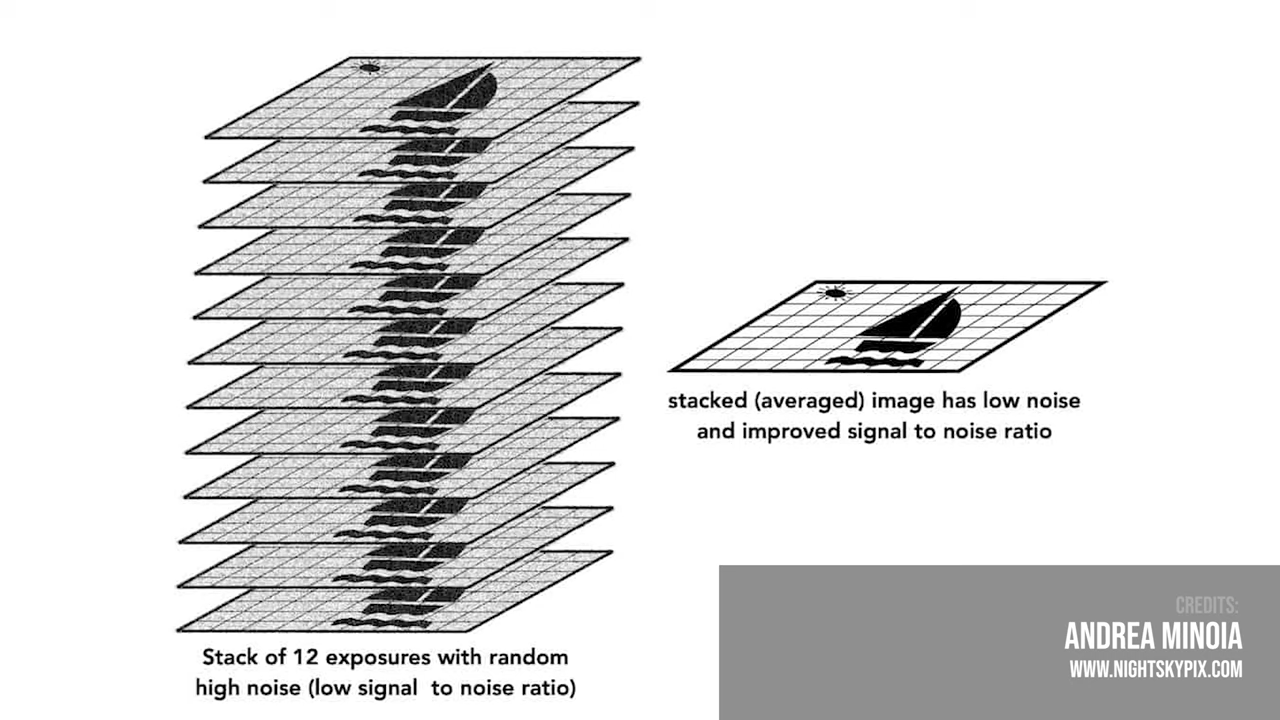 stacked (averaged) image has low noise
and improved signal to noise ratio
Stack of 12 exposures with random
high noise (low signal to noise ratio)
CREDITS:
ANDREA MINOIA
WWW.NIGHTSKYPIX.COM